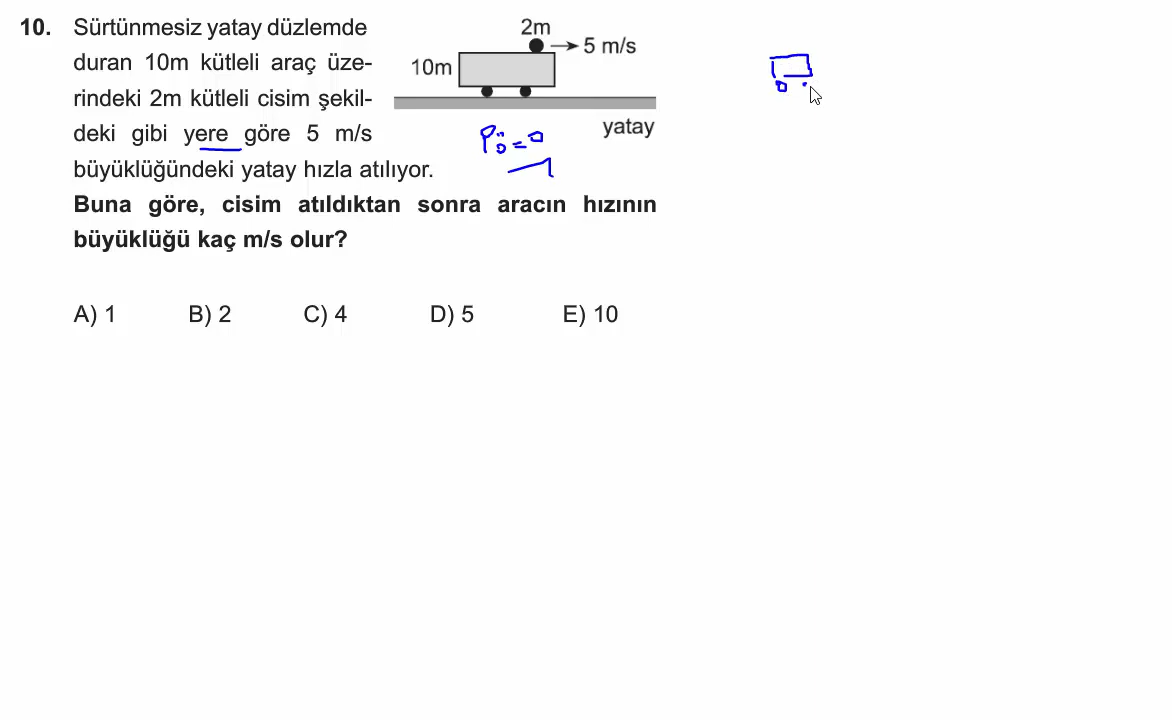 10. Sürtünmesiz yatay düzlemde
duran 10m kütleli araç üze-
rindeki 2m kütleli cisim şekil-
deki gibi yere göre 5 m/s
büyüklüğündeki yatay hızla atılıyor.
2m
5 m/s
10m
yatay
Pö = 0
Buna göre, cisim atıldıktan sonra aracın hızının
büyüklüğü kaç m/s olur?
A) 1 B) 2 C) 4 D) 5 E) 10